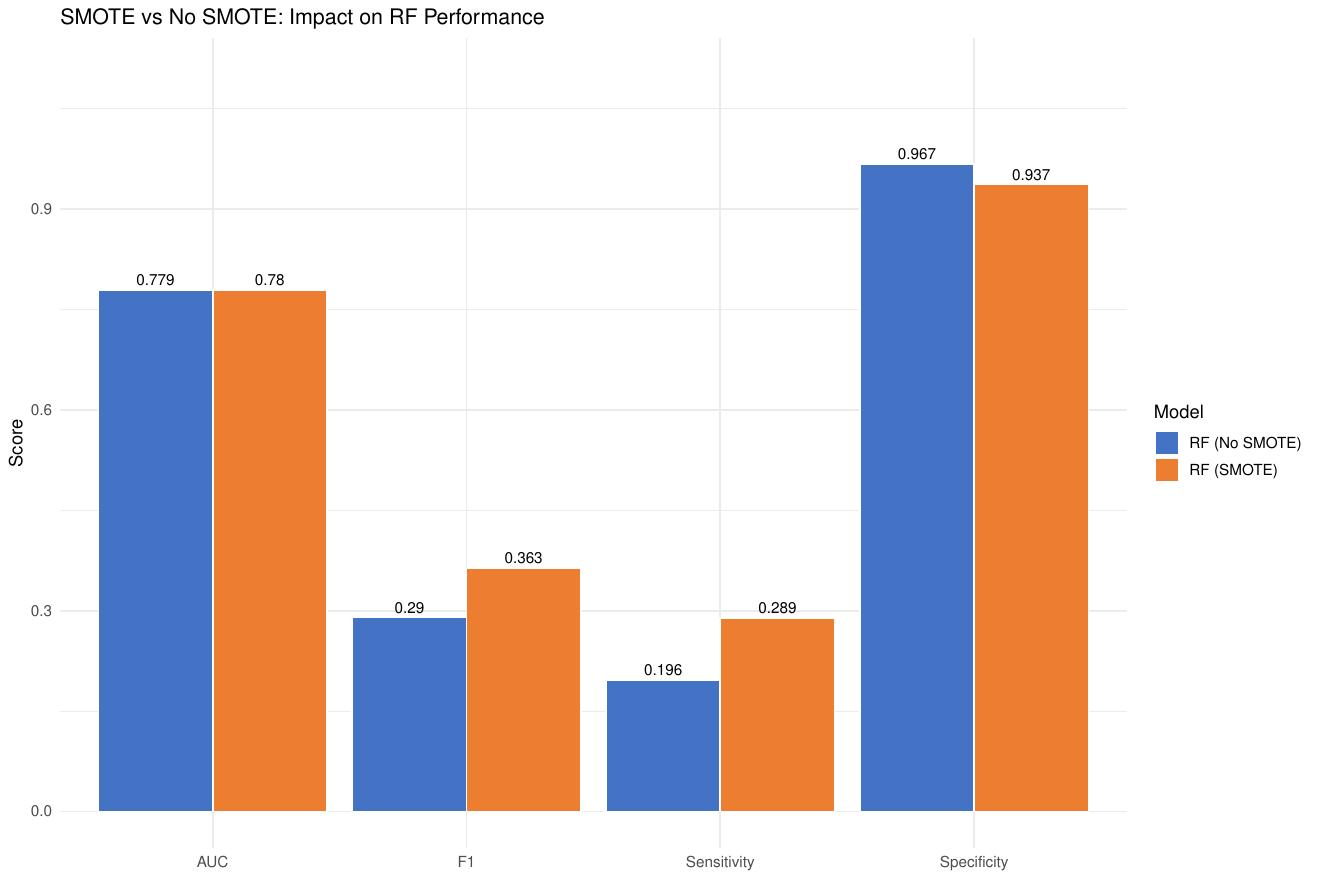 SMOTE vs No SMOTE: Impact on RF Performance
Score
0.9
0.6
0.3
0.0
0.779
0.78
0.29
0.363
0.196
0.289
0.967
0.937
AUC
F1
Sensitivity
Specificity
Model
RF (No SMOTE)
RF (SMOTE)